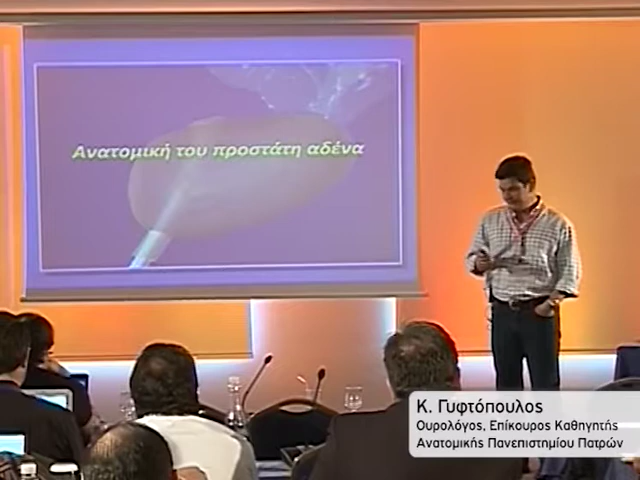 Ανατομική του προστάτη αδένα
Κ. Γυφτόπουλος
Ουρολόγος, Επίκουρος Καθηγητής
Ανατομικής Πανεπιστημίου Πατρών